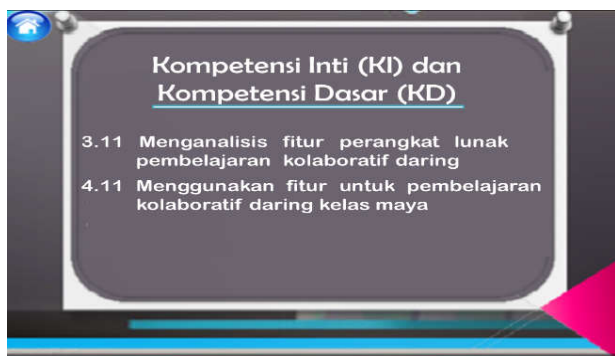 Kompetensi Inti (KI) dan
Kompetensi Dasar (KD)
3.11 Menganalisis fitur perangkat lunak
pembelajaran kolaboratif daring
4.11 Menggunakan fitur untuk pembelajaran
kolaboratif daring kelas maya